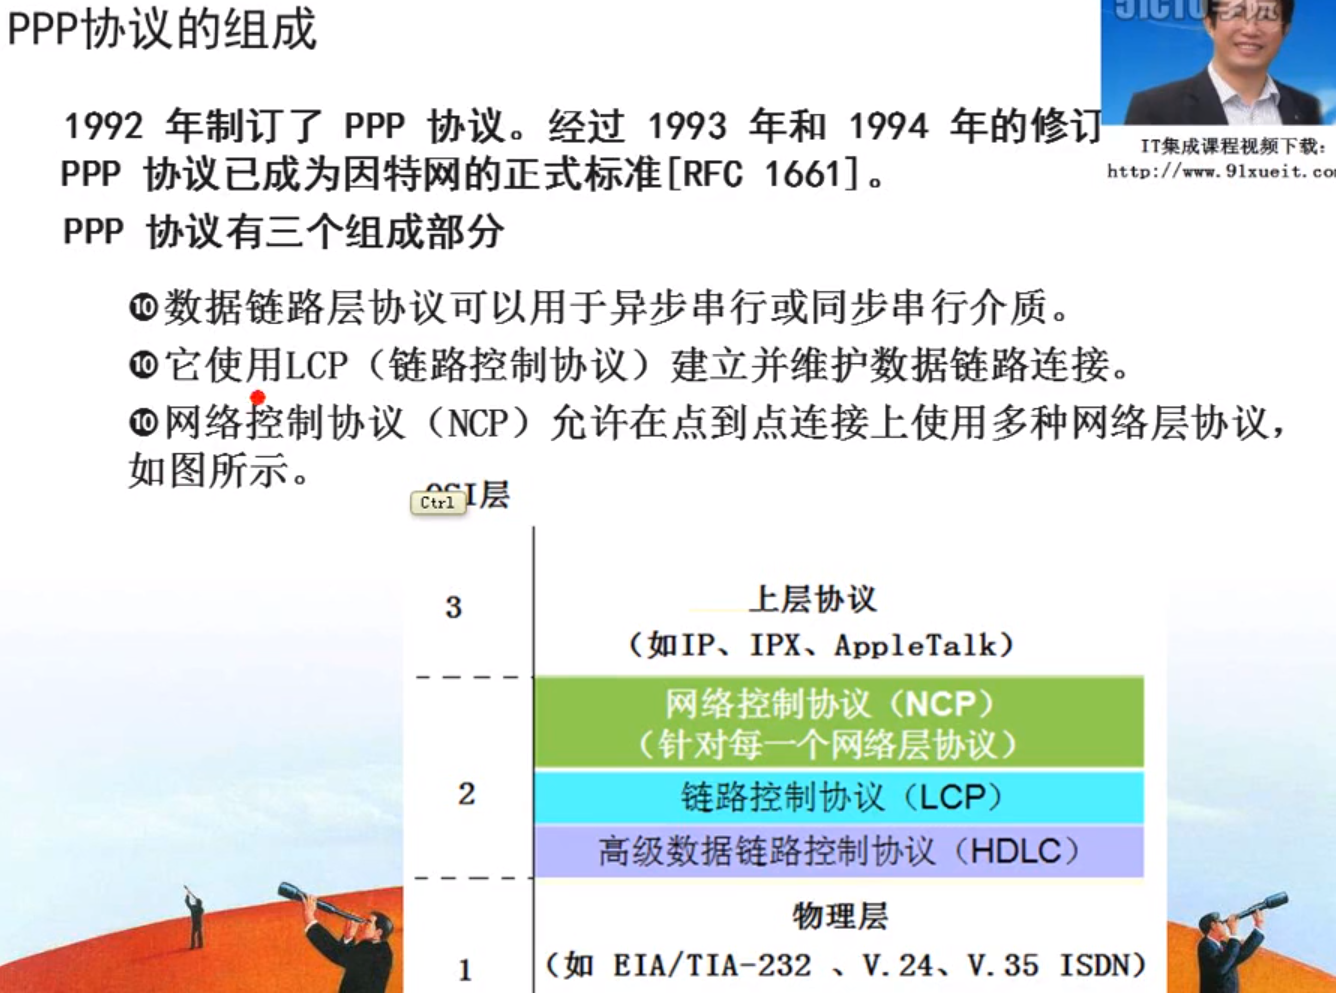 PPP协议的组成
51CTO学院
1992 年制订了 PPP 协议。经过 1993 年和 1994 年的修订
PPP 协议已成为因特网的正式标准[RFC 1661]。
IT集成课程视频下载:
http://www.91xueit.com
PPP 协议有三个组成部分
❿数据链路层协议可以用于异步串行或同步串行介质。
❿它使用LCP（链路控制协议）建立并维护数据链路连接。
❿网络控制协议（NCP）允许在点到点连接上使用多种网络层协议，
如图所示。
OSI层
Ctrl
3
上层协议
（如IP、IPX、AppleTalk）
网络控制协议（NCP）
（针对每一个网络层协议）
2
链路控制协议（LCP）
高级数据链路控制协议（HDLC）
物理层
1
（如 EIA/TIA-232 、V.24、V.35 ISDN）